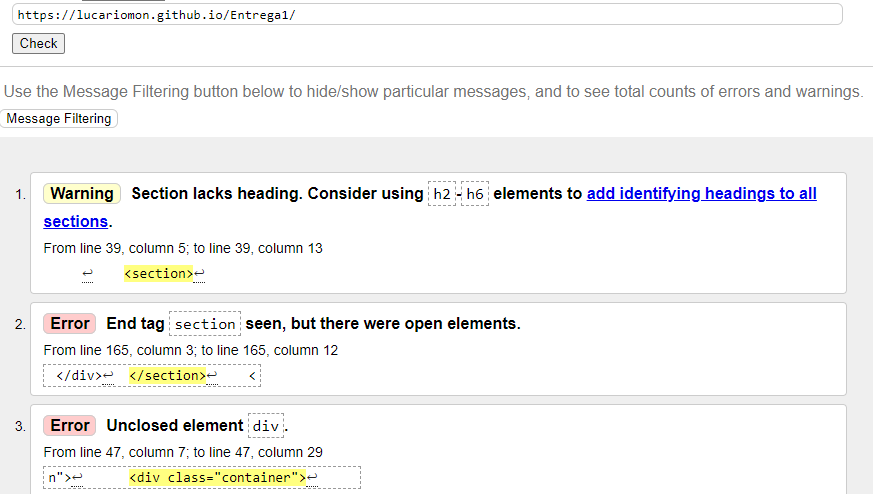 https://lucariomon.github.io/Entrega1/
Check
Use the Message Filtering button below to hide/show particular messages, and to see total counts of errors and warnings.
Message Filtering
1. Warning Section lacks heading. Consider using h2-h6 elements to add identifying headings to all
sections.
From line 39, column 5; to line 39, column 13
↩ <section>↩
2. Error End tag section seen, but there were open elements.
From line 165, column 3; to line 165, column 12
</div>↩ </section>↩ <
3. Error Unclosed element div.
From line 47, column 7; to line 47, column 29
n">↩ <div class="container">↩